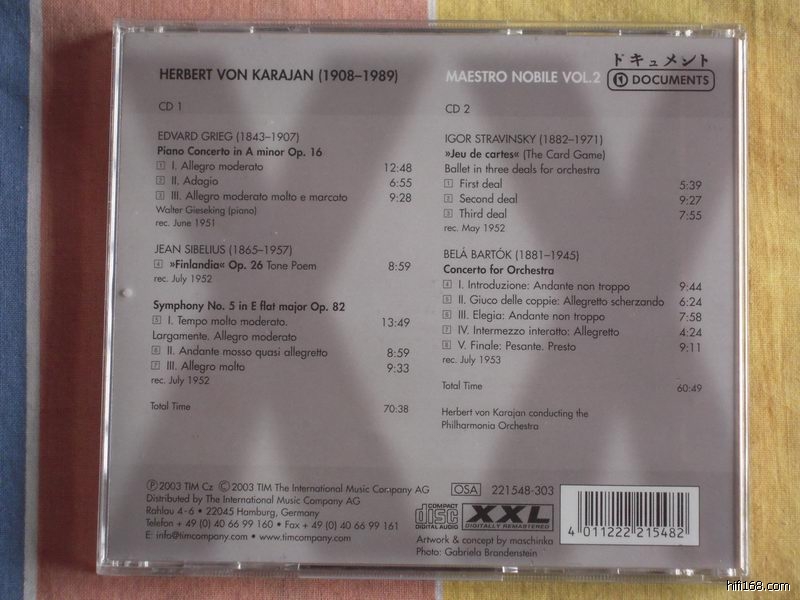 HERBERT VON KARAJAN (1908–1989)
MAESTRO NOBILE VOL.2
ドキュメント
DOCUMENTS
CD 1
EDVARD GRIEG (1843–1907)
Piano Concerto in A minor Op. 16
1 I. Allegro moderato 12:48
2 II. Adagio 6:55
3 III. Allegro moderato molto e marcato 9:28
Walter Gieseking (piano)
rec. June 1951
JEAN SIBELIUS (1865–1957)
4 »Finlandia« Op. 26 Tone Poem 8:59
rec. July 1952
Symphony No. 5 in E flat major Op. 82
5 I. Tempo molto moderato. 13:49
Largamente. Allegro moderato
6 II. Andante mosso quasi allegretto 8:59
7 III. Allegro molto 9:33
rec. July 1952
Total Time 70:38
CD 2
IGOR STRAVINSKY (1882–1971)
»Jeu de cartes« (The Card Game)
Ballet in three deals for orchestra
1 First deal 5:39
2 Second deal 9:27
3 Third deal 7:55
rec. May 1952
BELÁ BARTÓK (1881–1945)
Concerto for Orchestra
4 I. Introduzione: Andante non troppo 9:44
5 II. Giuco delle coppie: Allegretto scherzando 6:24
6 III. Elegia: Andante non troppo 7:58
7 IV. Intermezzo interotto: Allegretto 4:24
8 V. Finale: Pesante. Presto 9:11
rec. July 1953
Total Time 60:49
Herbert von Karajan conducting the
Philharmonia Orchestra
Ⓟ 2003 TIM Cz © 2003 TIM The International Music Company AG
Distributed by The International Music Company AG
Rahlau 4-6 • 22045 Hamburg, Germany
Telefon + 49 (0) 40 66 99 160 • Fax + 49 (0) 40 66 99 161
E: info@timcompany.com • www.timcompany.com
OSA 221548-303
COMPACT
disc
DIGITAL AUDIO
XXL
DIGITALLY REMASTERED
Artwork & concept by maschinka
Photo: Gabriela Brandenstein
4 011222 215482
hifi168.com